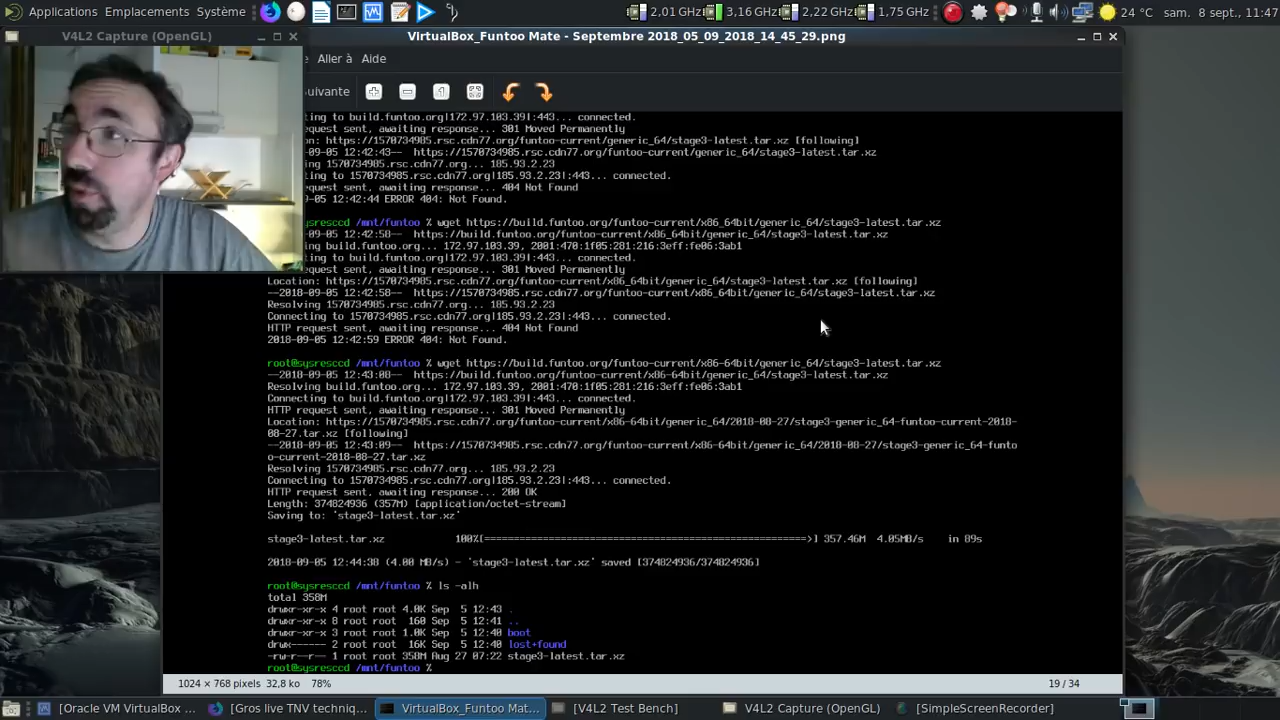 Applications Emplacements Système 2,01 GHz 3,16 GHz 2,22 GHz 1,75 GHz 24 °C sam. 8 sept., 11:47
V4L2 Capture (OpenGL)
VirtualBox_Funtoo Mate - Septembre 2018_05_09_2018_14_45_29.png
e Aller à Aide
uivante
ting to build.funtoo.org|172.97.103.39|:443... connected.
request sent, awaiting response... 301 Moved Permanently
on: https://1570734985.rsc.cdn77.org/funtoo-current/generic_64/stage3-latest.tar.xz [following]
09-05 12:42:43-- https://1570734985.rsc.cdn77.org/funtoo-current/generic_64/stage3-latest.tar.xz
ing 1570734985.rsc.cdn77.org... 185.93.2.23
ting to 1570734985.rsc.cdn77.org|185.93.2.23|:443... connected.
request sent, awaiting response... 404 Not Found
9-05 12:42:44 ERROR 404: Not Found.
sysresccd /mnt/funtoo % wget https://build.funtoo.org/funtoo-current/x86_64bit/generic_64/stage3-latest.tar.xz
09-05 12:42:58-- https://build.funtoo.org/funtoo-current/x86_64bit/generic_64/stage3-latest.tar.xz
ing build.funtoo.org... 172.97.103.39, 2001:470:1f05:281:216:3eff:fe06:3ab1
ting to build.funtoo.org|172.97.103.39|:443... connected.
request sent, awaiting response... 301 Moved Permanently
Location: https://1570734985.rsc.cdn77.org/funtoo-current/x86_64bit/generic_64/stage3-latest.tar.xz [following]
--2018-09-05 12:42:58-- https://1570734985.rsc.cdn77.org/funtoo-current/x86_64bit/generic_64/stage3-latest.tar.xz
Resolving 1570734985.rsc.cdn77.org... 185.93.2.23
Connecting to 1570734985.rsc.cdn77.org|185.93.2.23|:443... connected.
HTTP request sent, awaiting response... 404 Not Found
2018-09-05 12:42:59 ERROR 404: Not Found.
root@sysresccd /mnt/funtoo % wget https://build.funtoo.org/funtoo-current/x86-64bit/generic_64/stage3-latest.tar.xz
--2018-09-05 12:43:08-- https://build.funtoo.org/funtoo-current/x86-64bit/generic_64/stage3-latest.tar.xz
Resolving build.funtoo.org... 172.97.103.39, 2001:470:1f05:281:216:3eff:fe06:3ab1
Connecting to build.funtoo.org|172.97.103.39|:443... connected.
HTTP request sent, awaiting response... 301 Moved Permanently
Location: https://1570734985.rsc.cdn77.org/funtoo-current/x86-64bit/generic_64/2018-08-27/stage3-generic_64-funtoo-current-2018-
08-27.tar.xz [following]
--2018-09-05 12:43:09-- https://1570734985.rsc.cdn77.org/funtoo-current/x86-64bit/generic_64/2018-08-27/stage3-generic_64-funto
o-current-2018-08-27.tar.xz
Resolving 1570734985.rsc.cdn77.org... 185.93.2.23
Connecting to 1570734985.rsc.cdn77.org|185.93.2.23|:443... connected.
HTTP request sent, awaiting response... 200 OK
Length: 374824936 (357M) [application/octet-stream]
Saving to: 'stage3-latest.tar.xz'
stage3-latest.tar.xz 100%[=======================================================>] 357.46M 4.05MB/s in 89s
2018-09-05 12:44:38 (4.00 MB/s) - 'stage3-latest.tar.xz' saved [374824936/374824936]
root@sysresccd /mnt/funtoo % ls -alh
total 358M
drwxr-xr-x 4 root root 4.0K Sep 5 12:43 .
drwxr-xr-x 8 root root 160 Sep 5 12:41 ..
drwxr-xr-x 3 root root 1.0K Sep 5 12:40 boot
drwx------ 2 root root 16K Sep 5 12:40 lost+found
-rw-r--r-- 1 root root 358M Aug 27 07:22 stage3-latest.tar.xz
root@sysresccd /mnt/funtoo %
1024 × 768 pixels 32,8 ko 78% 19 / 34
[Oracle VM VirtualBox ... [Gros live TNV techniq... VirtualBox_Funtoo Mat... [V4L2 Test Bench] V4L2 Capture (OpenGL) [SimpleScreenRecorder]